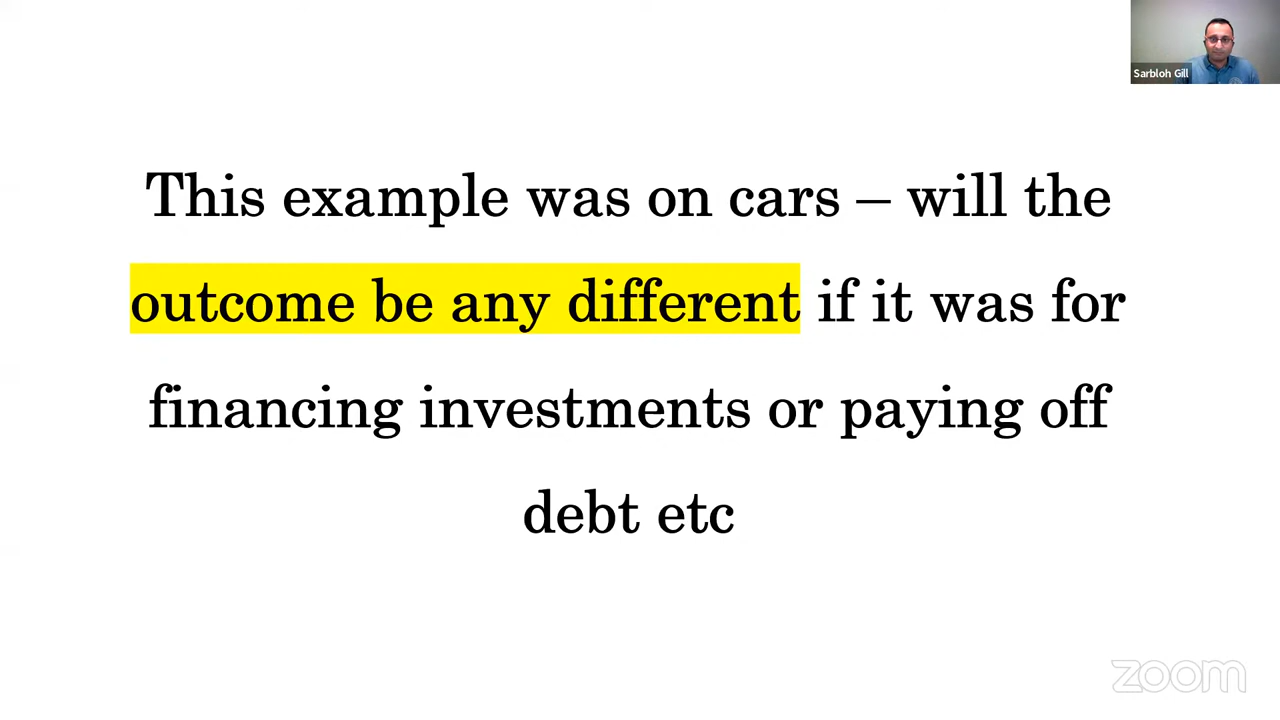 Sarbloh Gill
This example was on cars – will the
outcome be any different if it was for
financing investments or paying off
debt etc
zoom